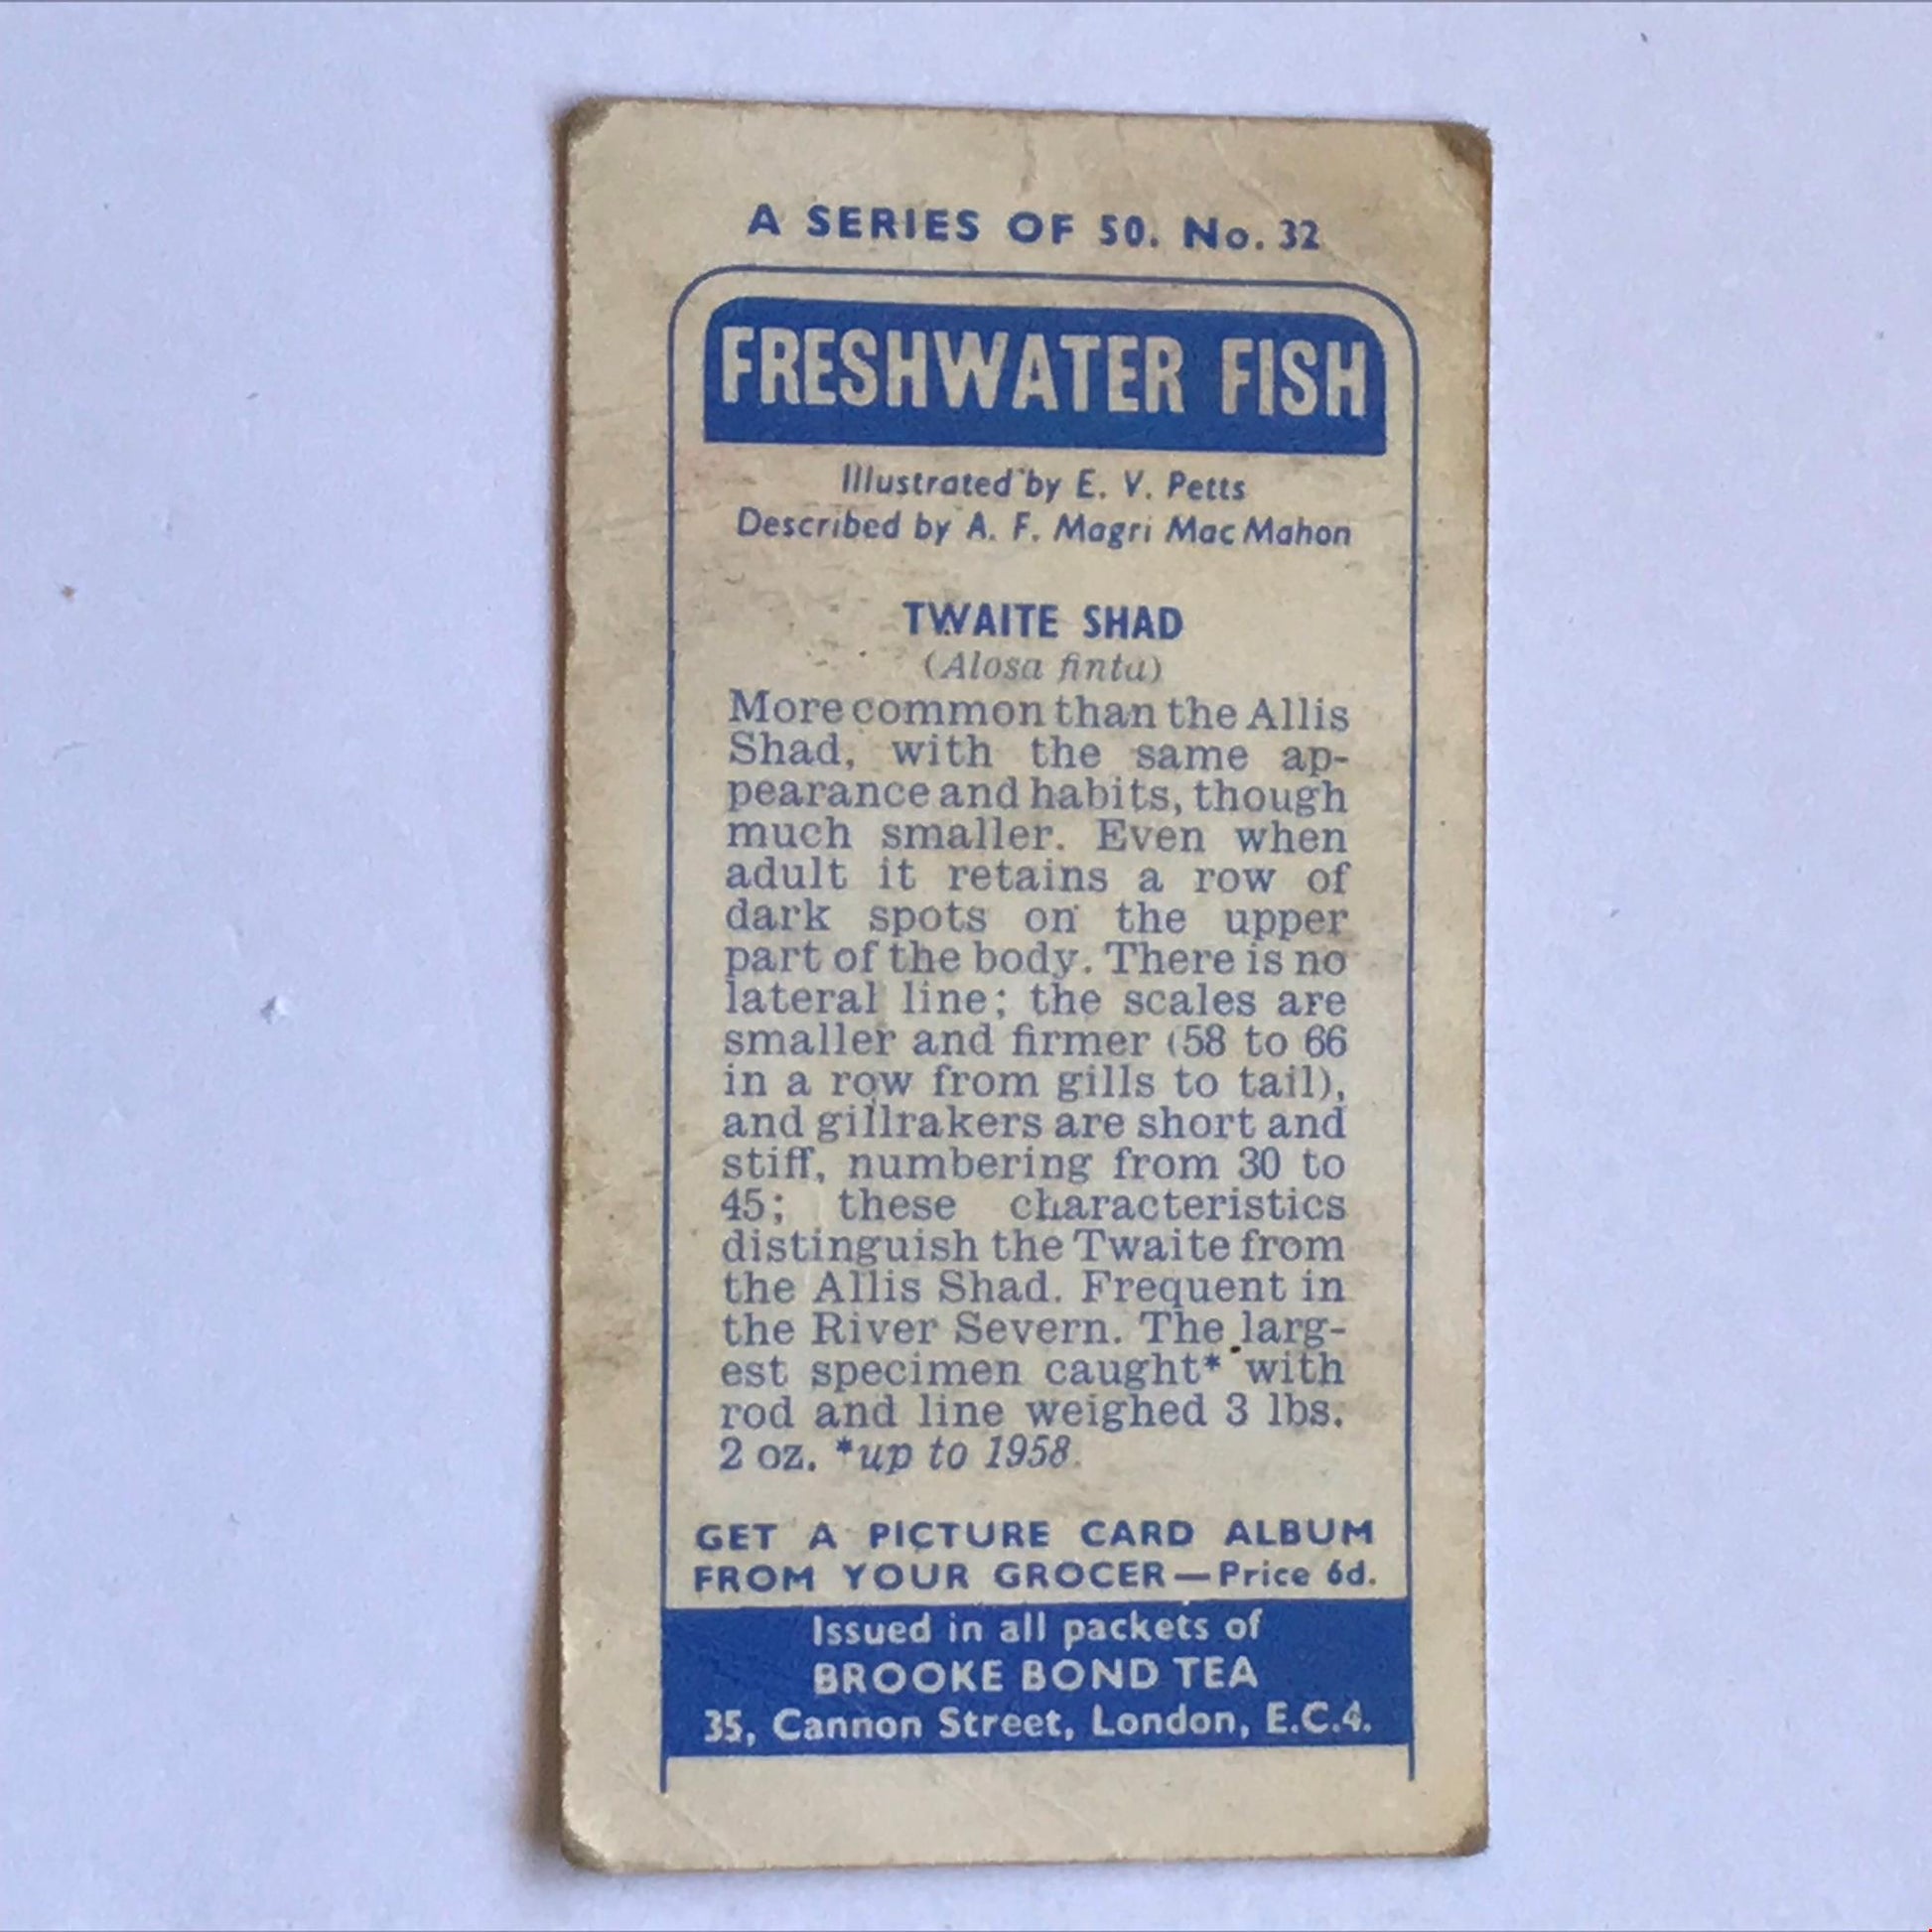 A SERIES OF 50. No. 32
FRESHWATER FISH
Illustrated by E. V. Petts
Described by A. F. Magri Mac Mahon
TWAITE SHAD
(Alosa finta)
More common than the Allis
Shad, with the same ap-
pearance and habits, though
much smaller. Even when
adult it retains a row of
dark spots on the upper
part of the body. There is no
lateral line; the scales are
smaller and firmer (58 to 66
in a row from gills to tail),
and gillrakers are short and
stiff, numbering from 30 to
45; these characteristics
distinguish the Twaite from
the Allis Shad. Frequent in
the River Severn. The larg-
est specimen caught* with
rod and line weighed 3 lbs.
2 oz. *up to 1958.
GET A PICTURE CARD ALBUM
FROM YOUR GROCER—Price 6d.
Issued in all packets of
BROOKE BOND TEA
35, Cannon Street, London, E.C.4.